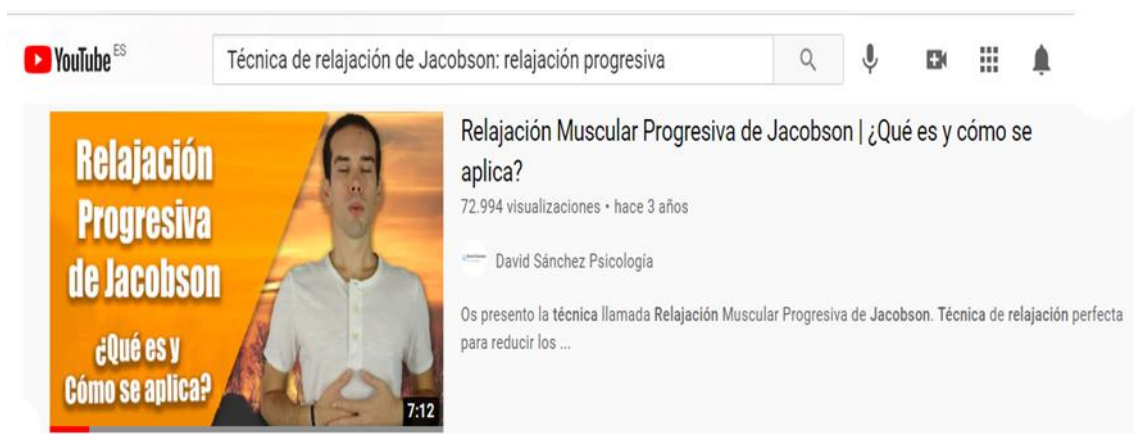 YouTube ES
Técnica de relajación de Jacobson: relajación progresiva
Relajación
Progresiva
de Jacobson
¿Qué es y
Cómo se aplica?
7:12
Relajación Muscular Progresiva de Jacobson | ¿Qué es y cómo se
aplica?
72.994 visualizaciones • hace 3 años
David Sánchez Psicología
Os presento la técnica llamada Relajación Muscular Progresiva de Jacobson. Técnica de relajación perfecta
para reducir los ...